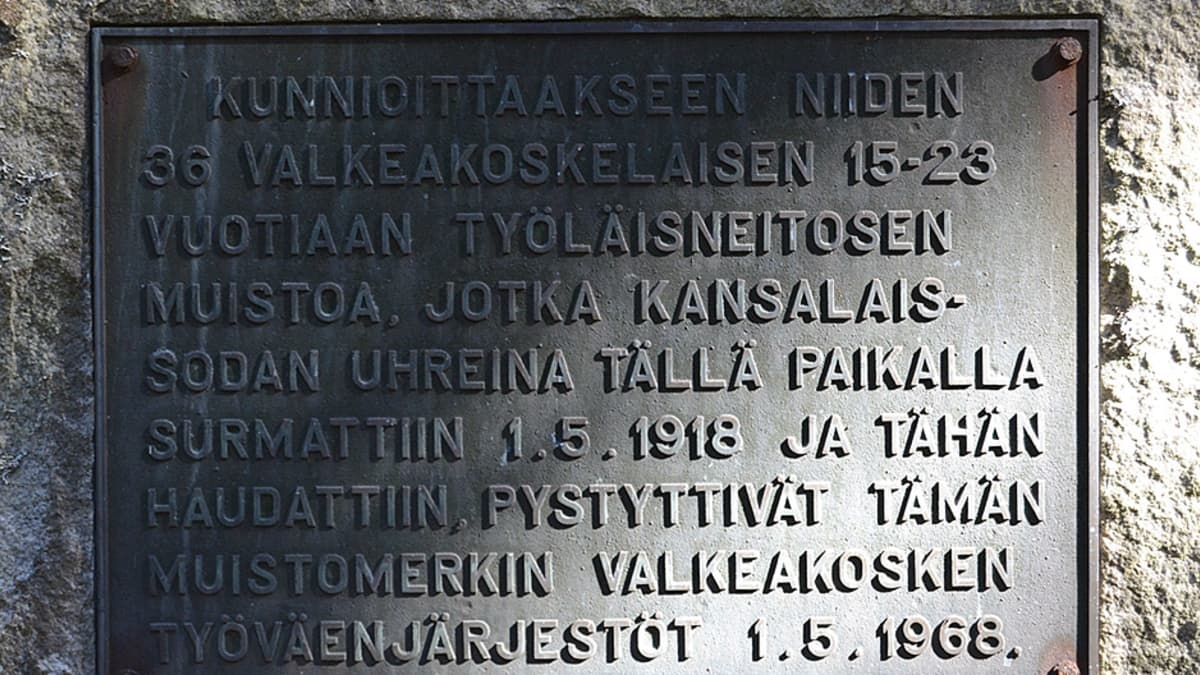 KUNNIOITTAAKSEEN NIIDEN
36 VALKEAKOSKELAISEN 15-23
VUOTIAAN TYÖLÄISNEITOSEN
MUISTOA, JOTKA KANSALAIS-
SODAN UHREINA TÄLLÄ PAIKALLA
SURMATTIIN 1.5.1918 JA TÄHÄN
HAUDATTIIN, PYSTYTTIVÄT TÄMÄN
MUISTOMERKIN VALKEAKOSKEN
TYÖVÄENJÄRJESTÖT 1.5.1968.